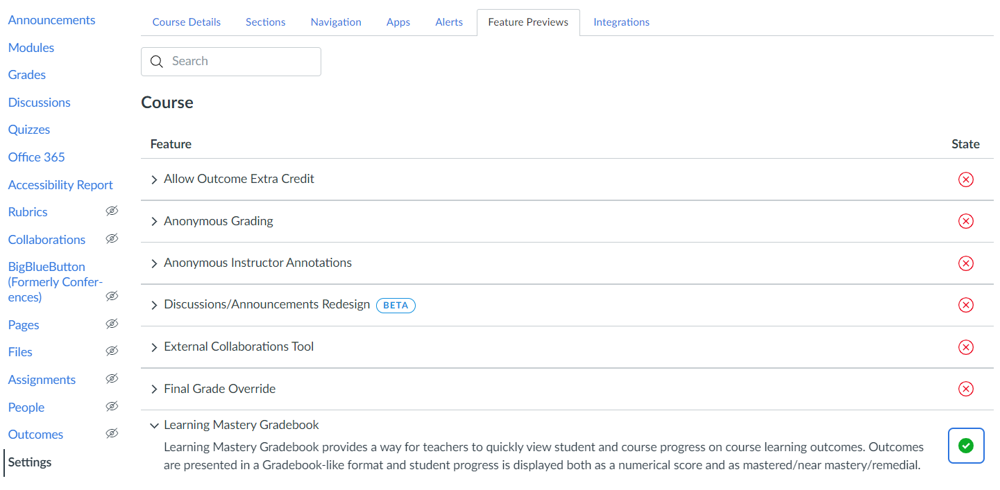 Announcements
Modules
Grades
Discussions
Quizzes
Office 365
Accessibility Report
Rubrics
Collaborations
BigBlueButton
(Formerly Confer-
ences)
Pages
Files
Assignments
People
Outcomes
Settings
Course Details
Sections
Navigation
Apps
Alerts
Feature Previews
Integrations
Search
Course
Feature
State
Allow Outcome Extra Credit
Anonymous Grading
Anonymous Instructor Annotations
Discussions/Announcements Redesign BETA
External Collaborations Tool
Final Grade Override
Learning Mastery Gradebook
Learning Mastery Gradebook provides a way for teachers to quickly view student and course progress on course learning outcomes. Outcomes
are presented in a Gradebook-like format and student progress is displayed both as a numerical score and as mastered/near mastery/remedial.